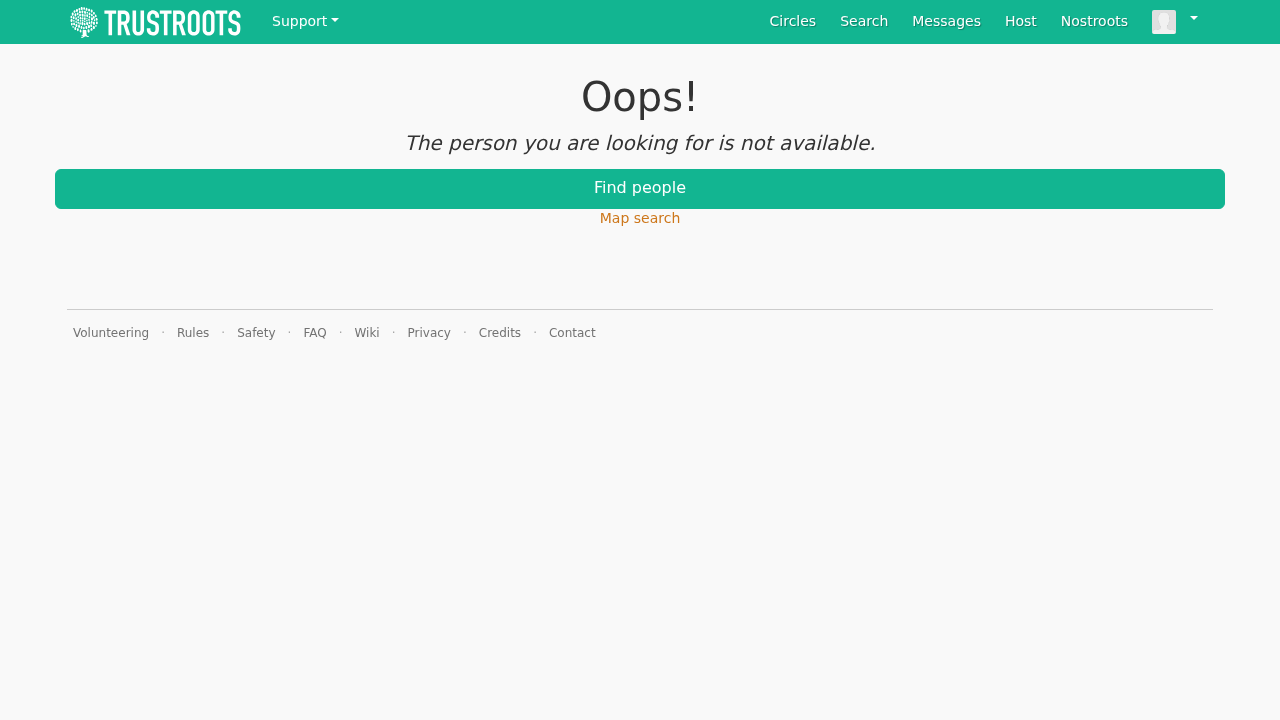 TRUSTROOTS Support Circles Search Messages Host Nostroots
Oops!
The person you are looking for is not available.
Find people
Map search
Volunteering · Rules · Safety · FAQ · Wiki · Privacy · Credits · Contact